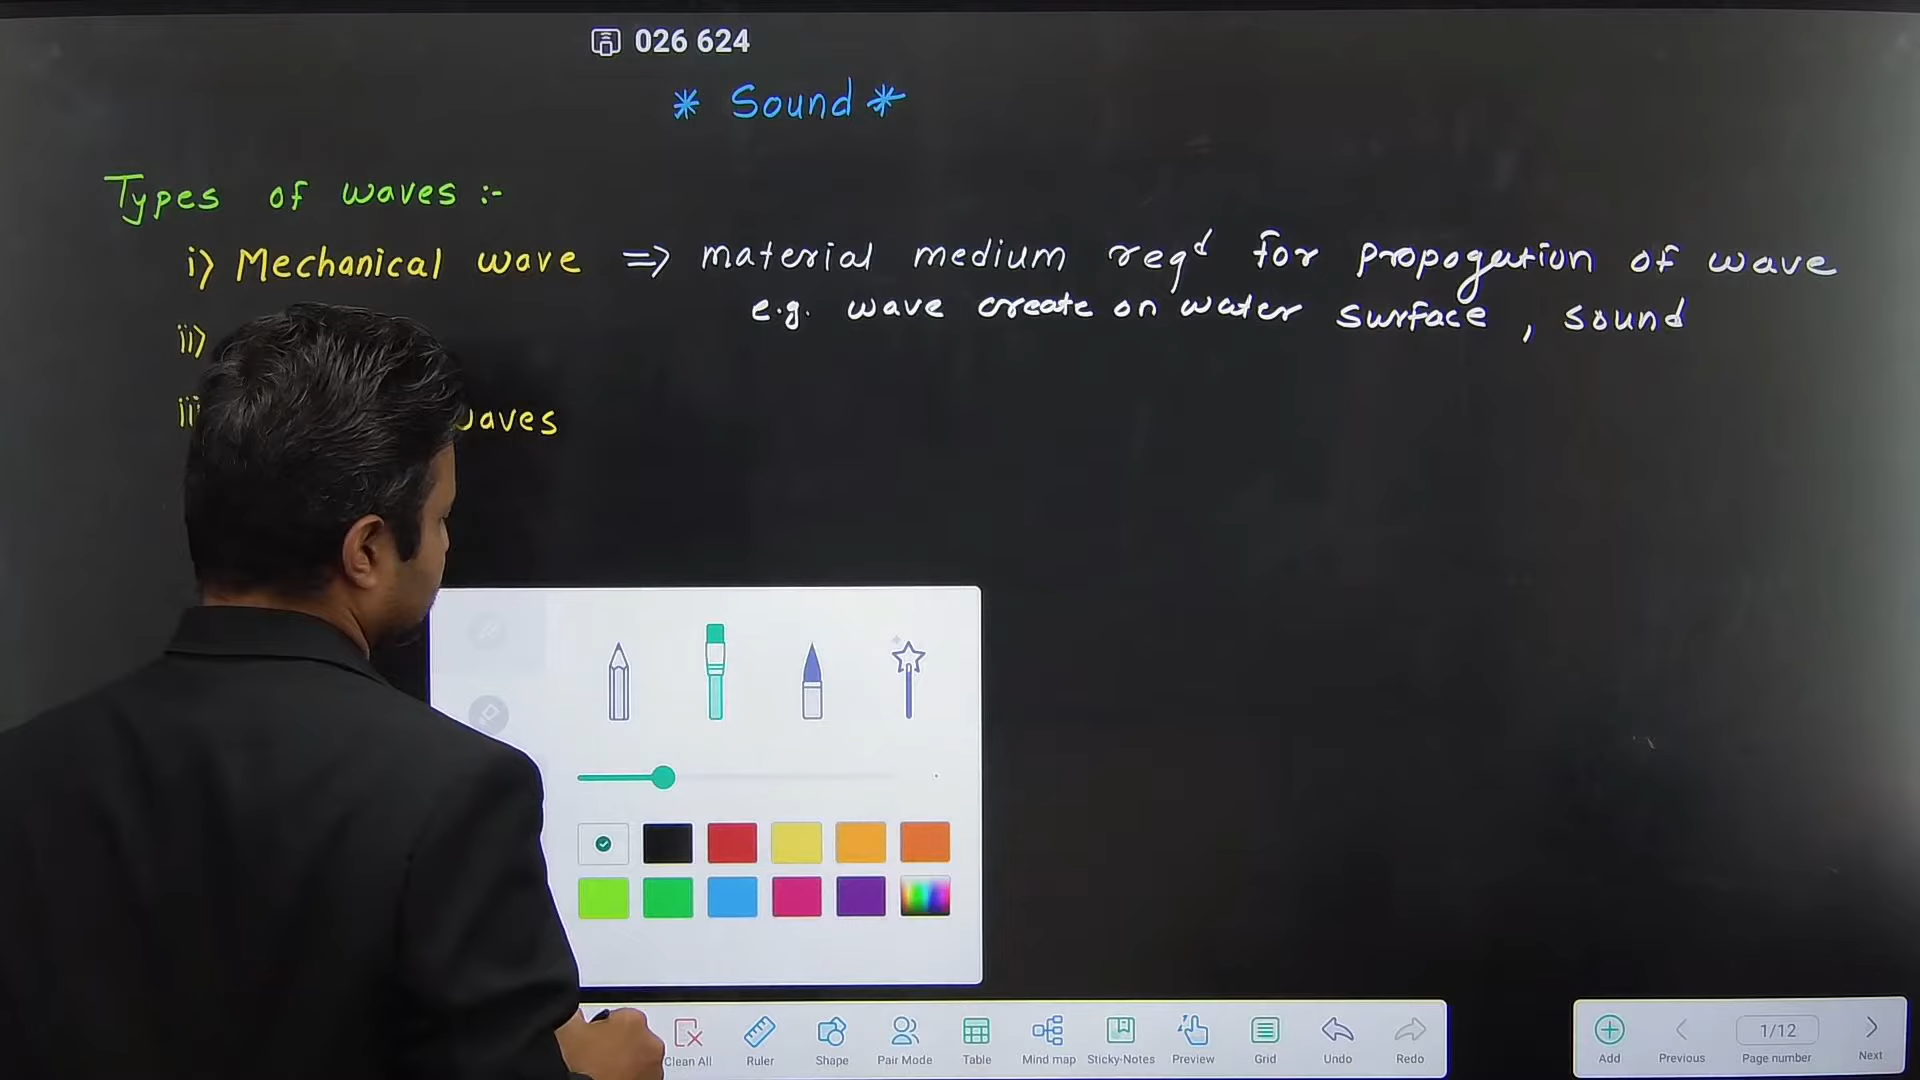 026 624
* Sound *
Types of waves :-
i) Mechanical wave => material medium reqd for propogation of wave
e.g. wave create on water surface , sound
ii)
waves
Clean All Ruler Shape Pair Mode Table Mind map Sticky-Notes Preview Grid Undo Redo
Add Previous 1/12 Page number Next